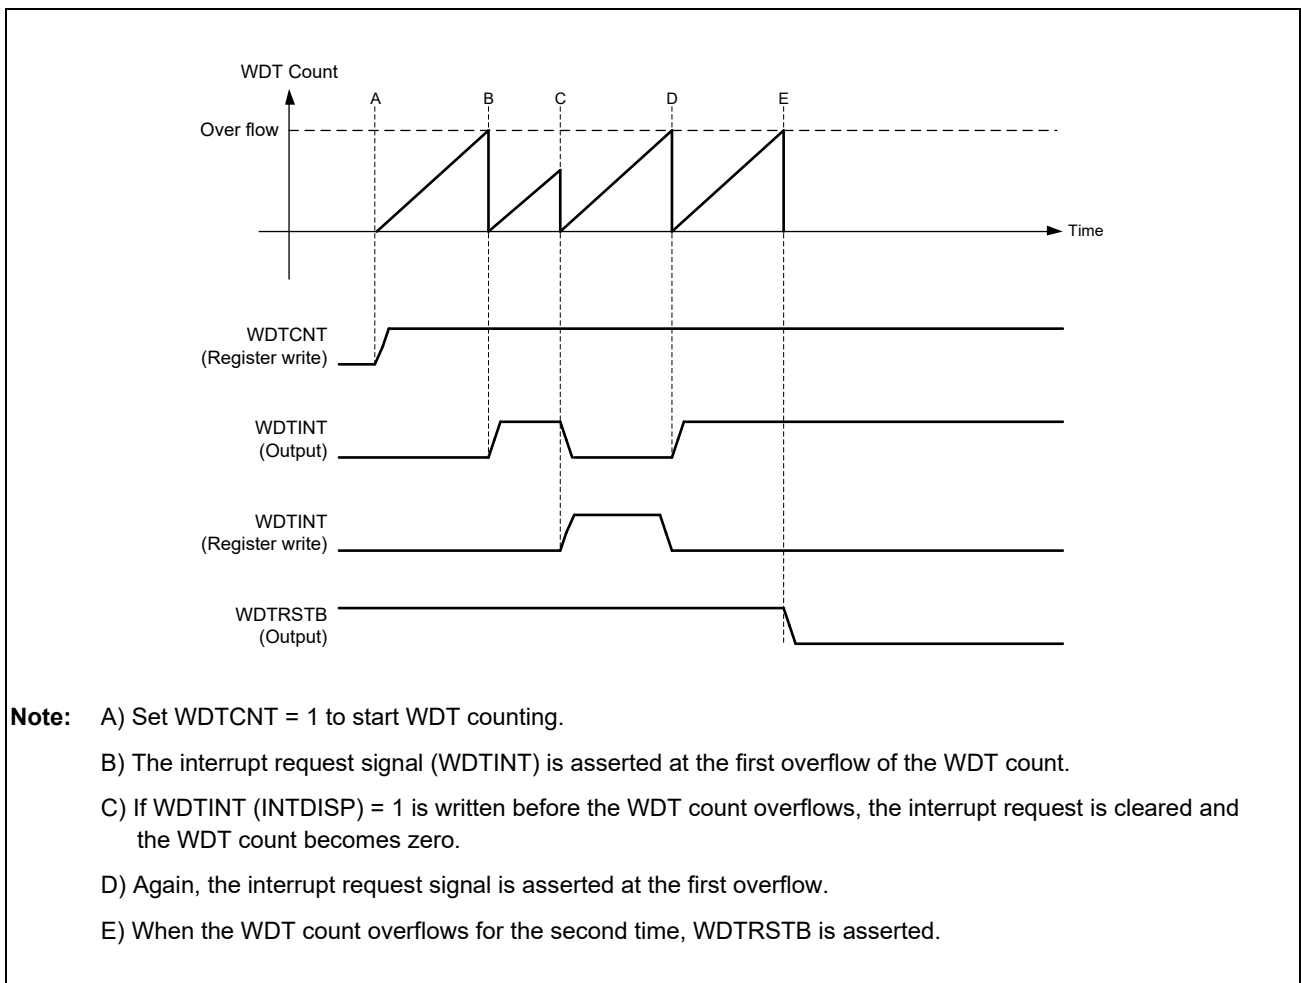 WDT Count
A B C D E
Over flow
Time
WDTCNT
(Register write)
WDTINT
(Output)
WDTINT
(Register write)
WDTRSTB
(Output)
Note: A) Set WDTCNT = 1 to start WDT counting.
B) The interrupt request signal (WDTINT) is asserted at the first overflow of the WDT count.
C) If WDTINT (INTDISP) = 1 is written before the WDT count overflows, the interrupt request is cleared and
the WDT count becomes zero.
D) Again, the interrupt request signal is asserted at the first overflow.
E) When the WDT count overflows for the second time, WDTRSTB is asserted.